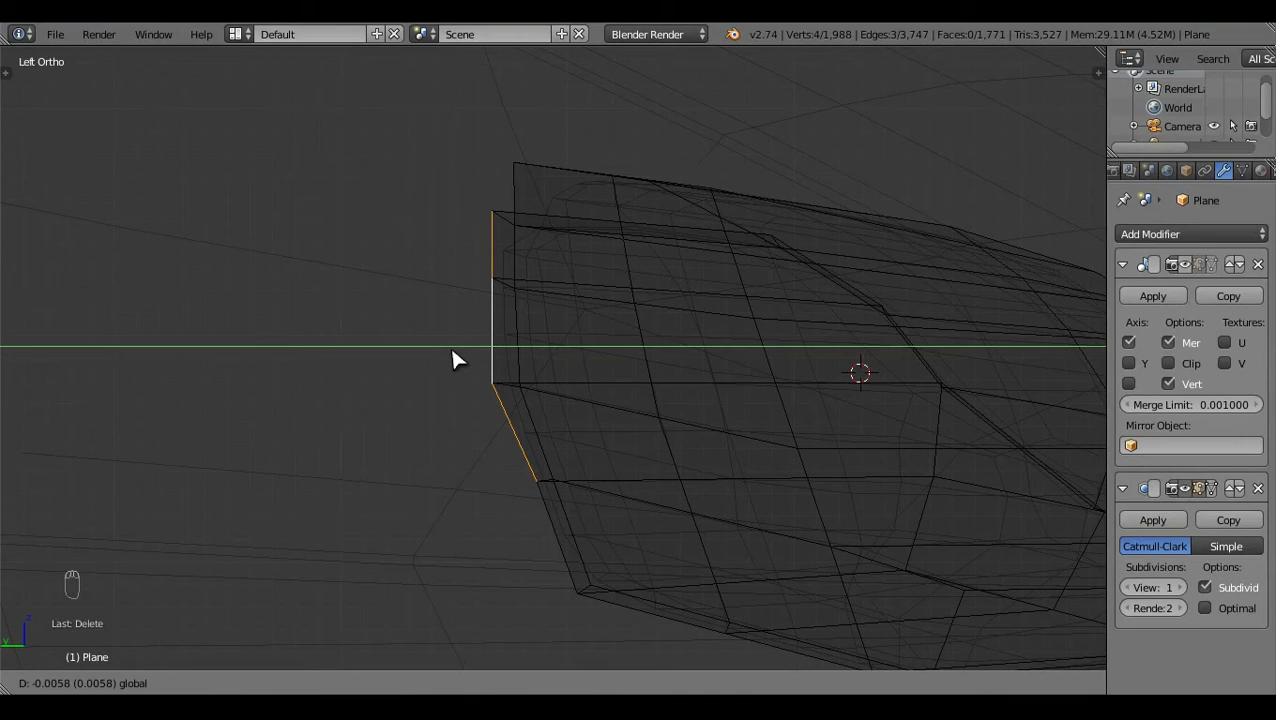 File Render Window Help Default Scene Blender Render v2.74 | Verts:4/1,988 | Edges:3/3,747 | Faces:0/1,771 | Tris:3,527 | Mem:29.11M (4.52M) | Plane
Left Ortho
View Search All Sc
Scene
RenderLa
World
Camera
Plane
Add Modifier
Apply Copy
Axis: Options: Textures:
Mer U
Y Clip V
Vert
Merge Limit: 0.001000
Mirror Object:
Apply Copy
Catmull-Clark Simple
Subdivisions: Options:
View: 1 Subdivid
Rende:2 Optimal
Last: Delete
z
y
(1) Plane
D: -0.0058 (0.0058) global